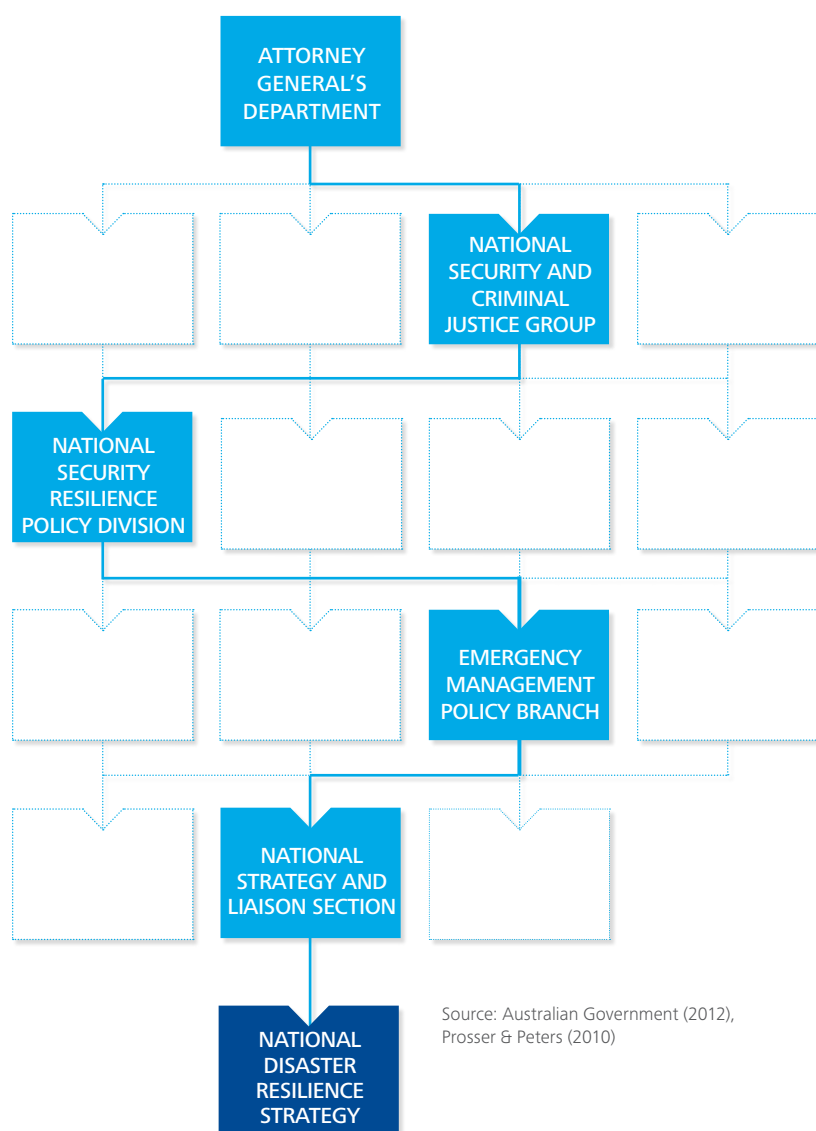 ATTORNEY
GENERAL'S
DEPARTMENT
NATIONAL
SECURITY AND
CRIMINAL
JUSTICE GROUP
NATIONAL
SECURITY
RESILIENCE
POLICY DIVISION
EMERGENCY
MANAGEMENT
POLICY BRANCH
NATIONAL
STRATEGY AND
LIAISON SECTION
Source: Australian Government (2012),
Prosser & Peters (2010)
NATIONAL
DISASTER
RESILIENCE
STRATEGY